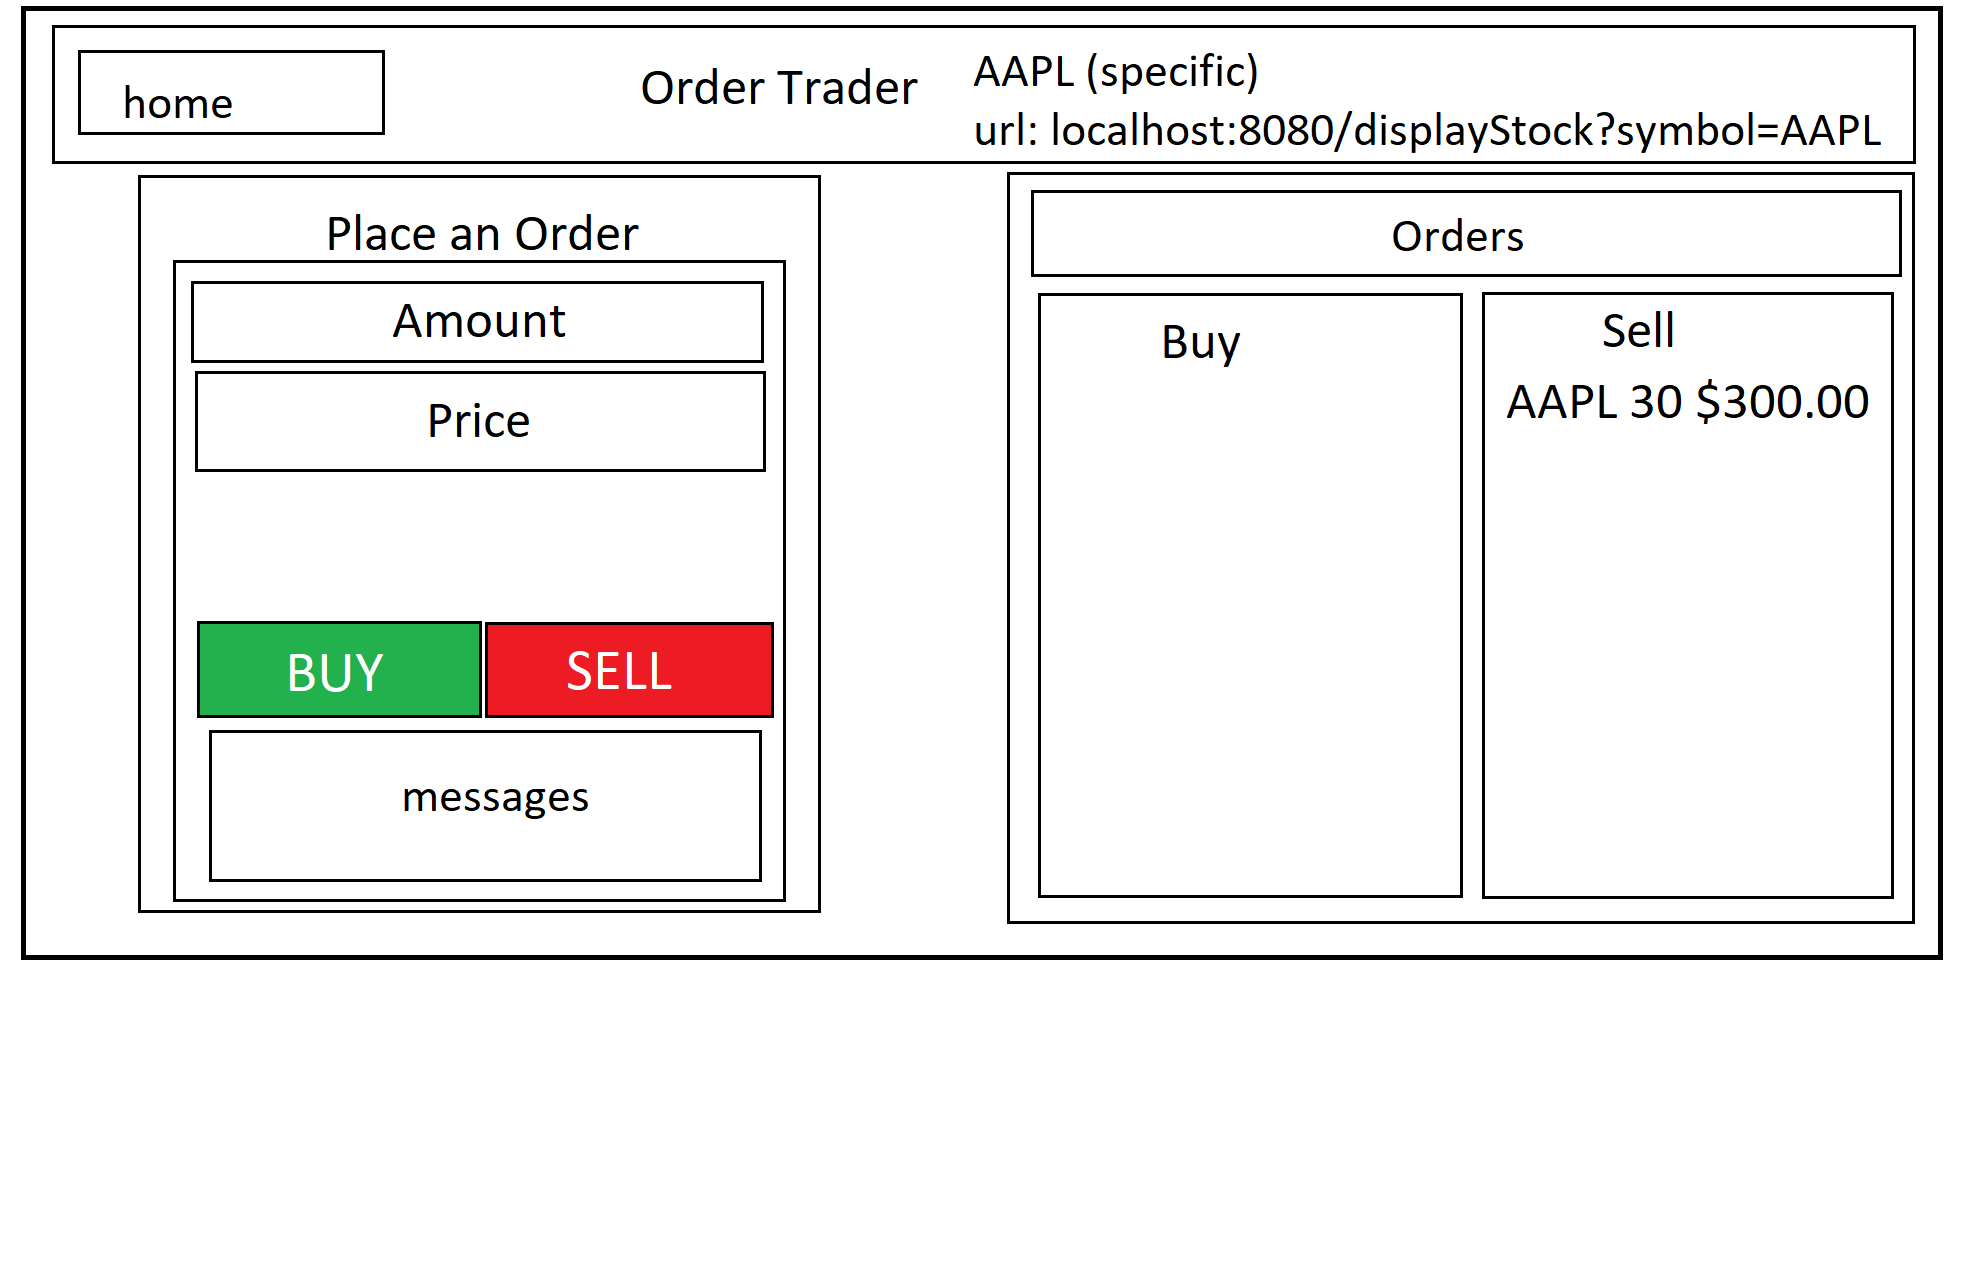 home
Order Trader
AAPL (specific)
url: localhost:8080/displayStock?symbol=AAPL
Place an Order
Amount
Price
BUY
SELL
messages
Orders
Buy
Sell
AAPL 30 $300.00